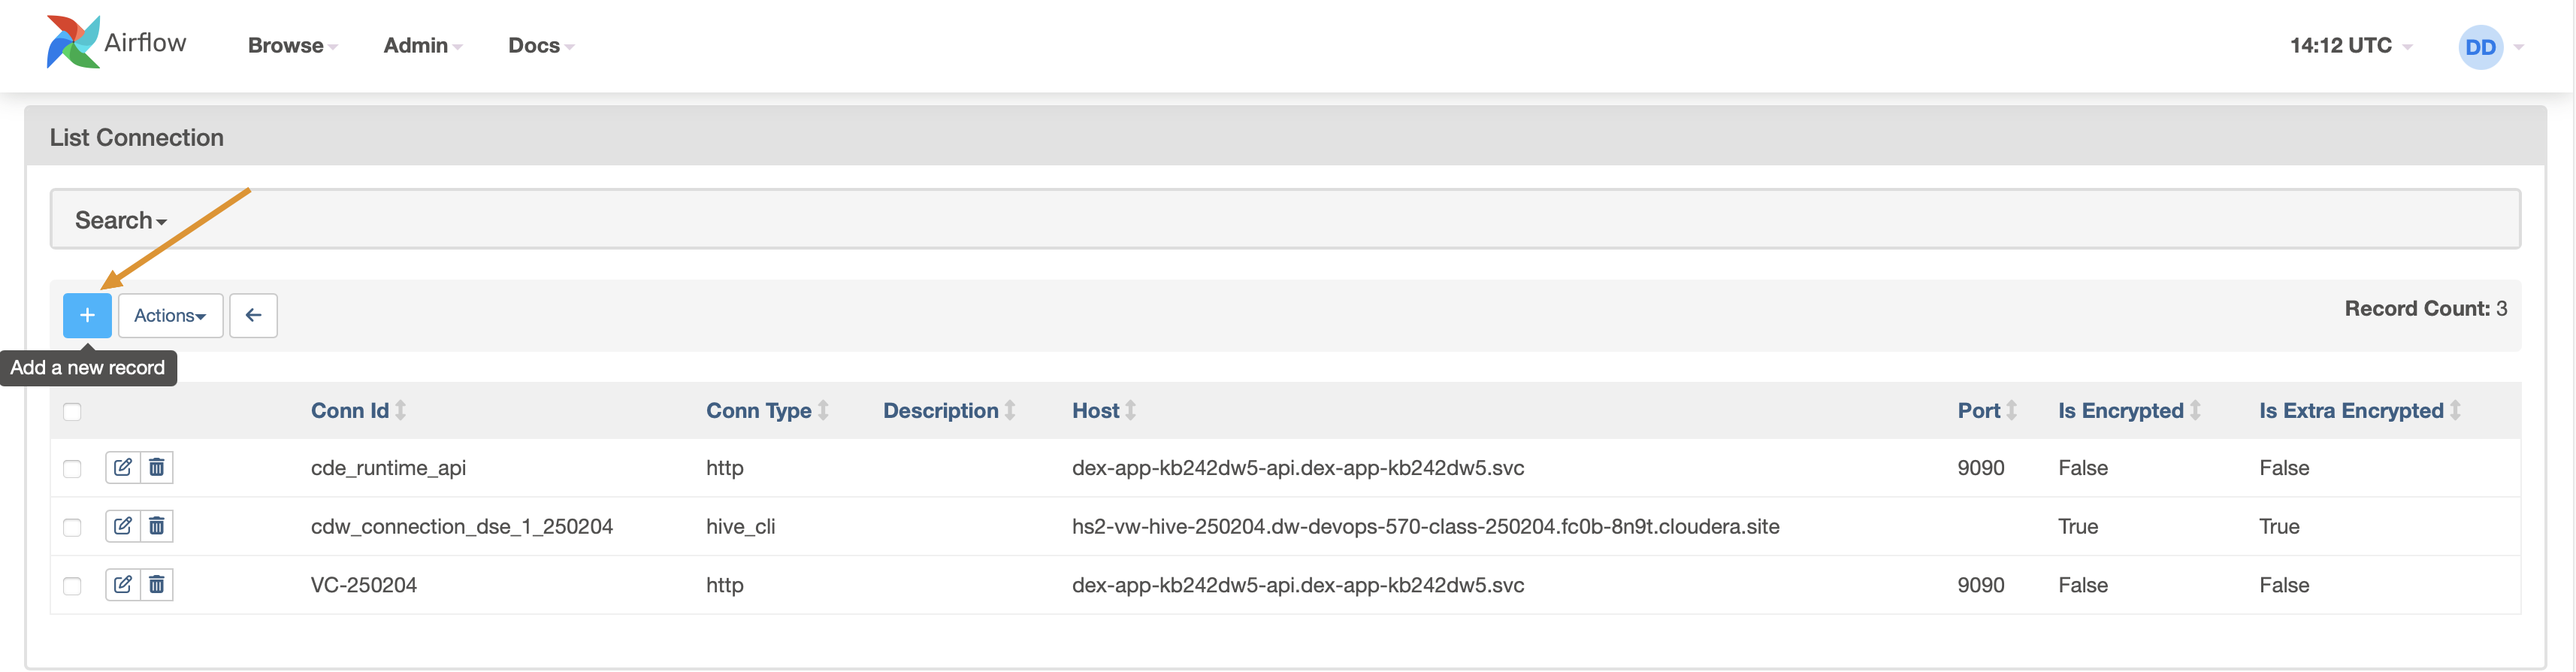 Airflow Browse Admin Docs 14:12 UTC DD
List Connection
Search
+ Actions Record Count: 3
Add a new record
Conn Id Conn Type Description Host Port Is Encrypted Is Extra Encrypted
cde_runtime_api http dex-app-kb242dw5-api.dex-app-kb242dw5.svc 9090 False False
cdw_connection_dse_1_250204 hive_cli hs2-vw-hive-250204.dw-devops-570-class-250204.fc0b-8n9t.cloudera.site True True
VC-250204 http dex-app-kb242dw5-api.dex-app-kb242dw5.svc 9090 False False